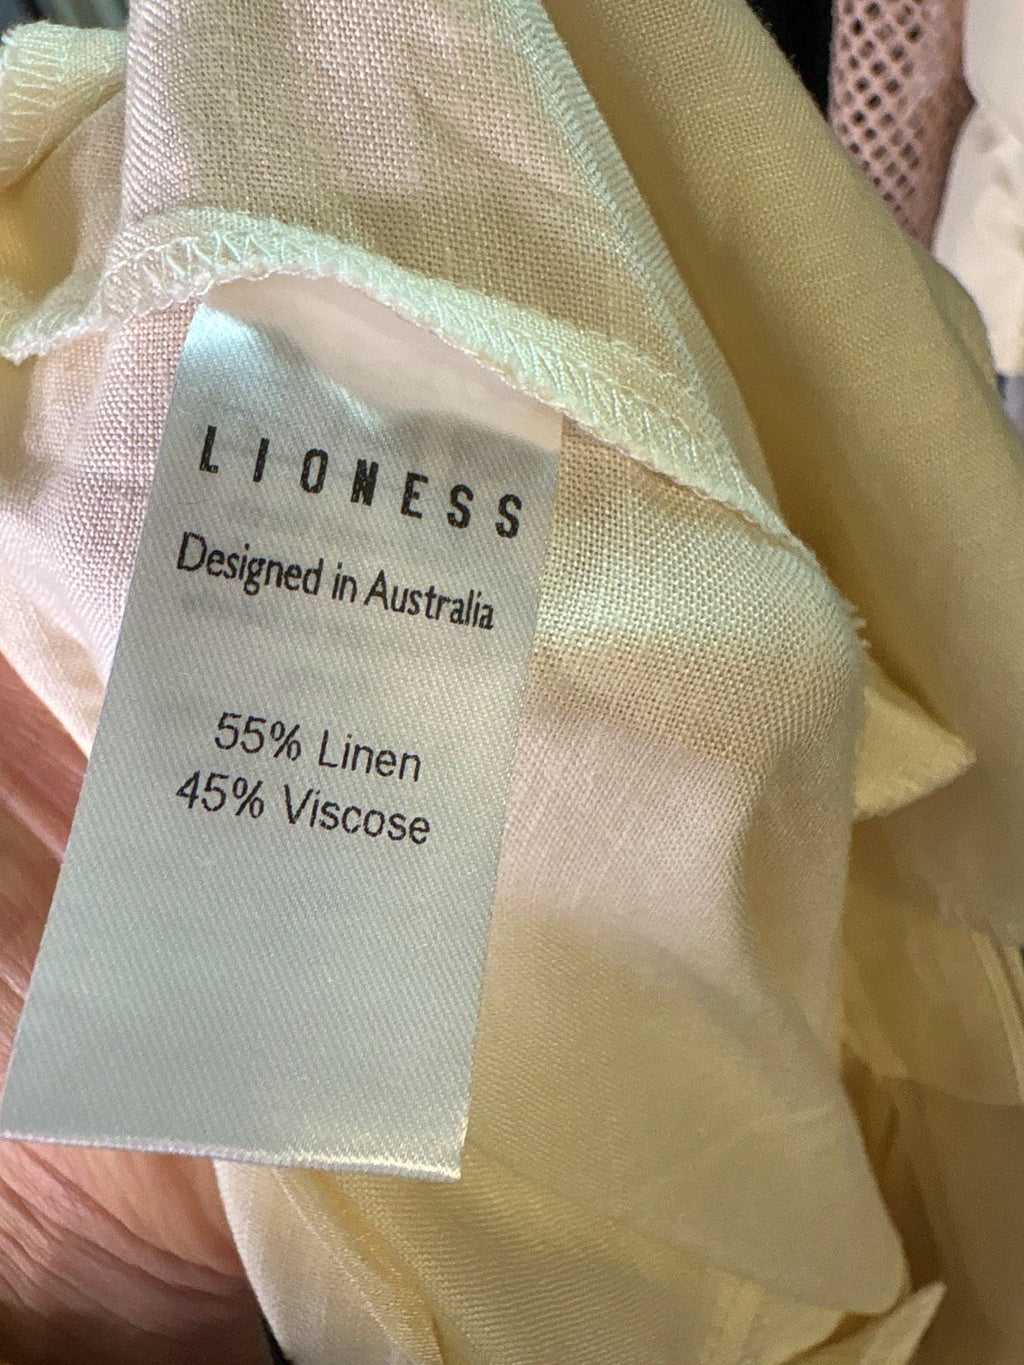 LIONESS
Designed in Australia
55% Linen
45% Viscose